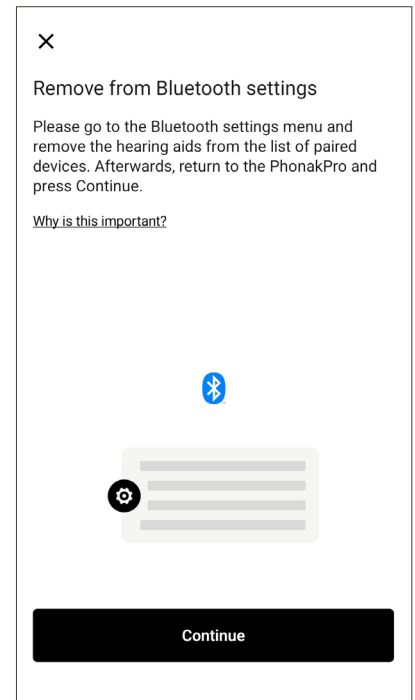 Remove from Bluetooth settings
Please go to the Bluetooth settings menu and
remove the hearing aids from the list of paired
devices. Afterwards, return to the PhonakPro and
press Continue.
Why is this important?
Continue